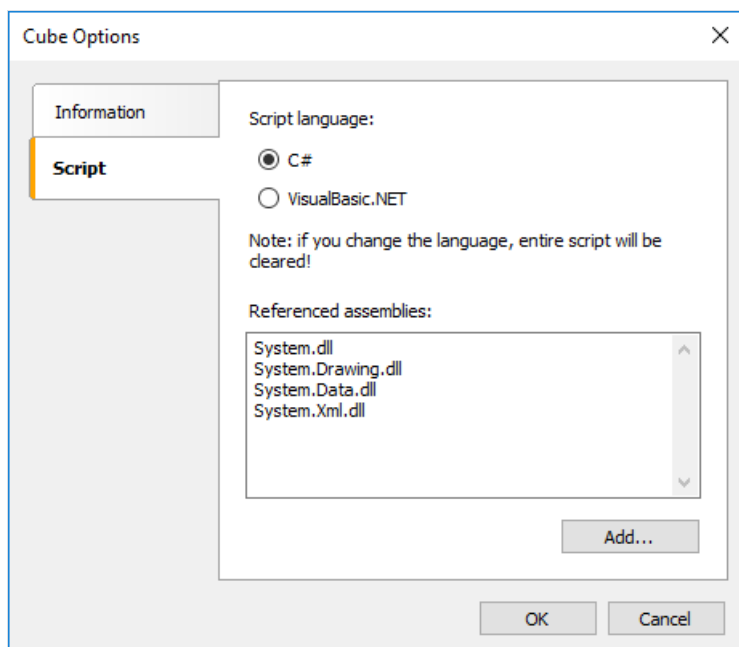 Cube Options
Information
Script
Script language:
C#
VisualBasic.NET
Note: if you change the language, entire script will be
cleared!
Referenced assemblies:
System.dll
System.Drawing.dll
System.Data.dll
System.Xml.dll
Add...
OK
Cancel